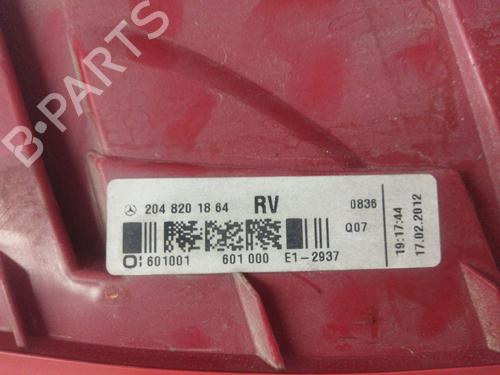 B-PARTS
204 820 18 64 RV 0836
Q07
601001 601 000 E1-2937
19:17:44
17.02.2012